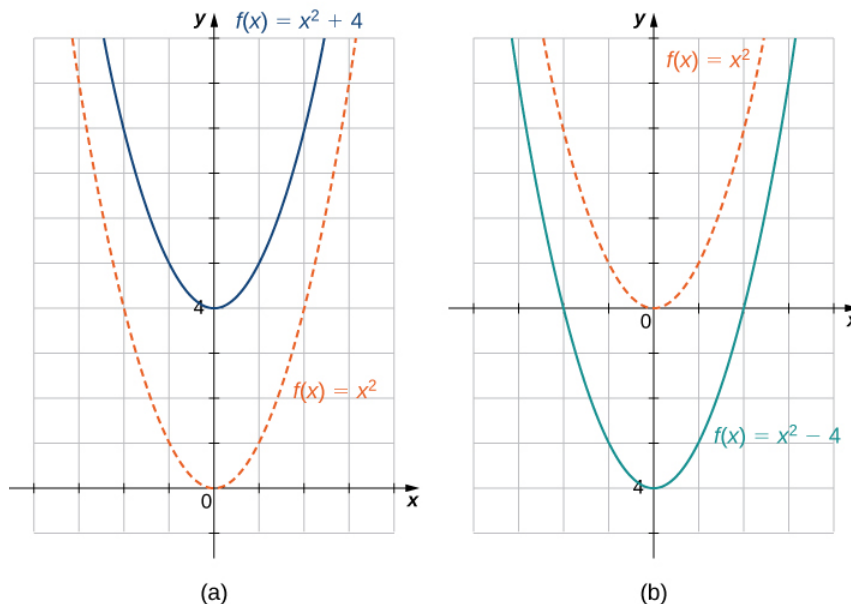 y
f(x) = x² + 4
4
f(x) = x²
0
x
(a)
y
f(x) = x²
0
x
f(x) = x² − 4
4
(b)